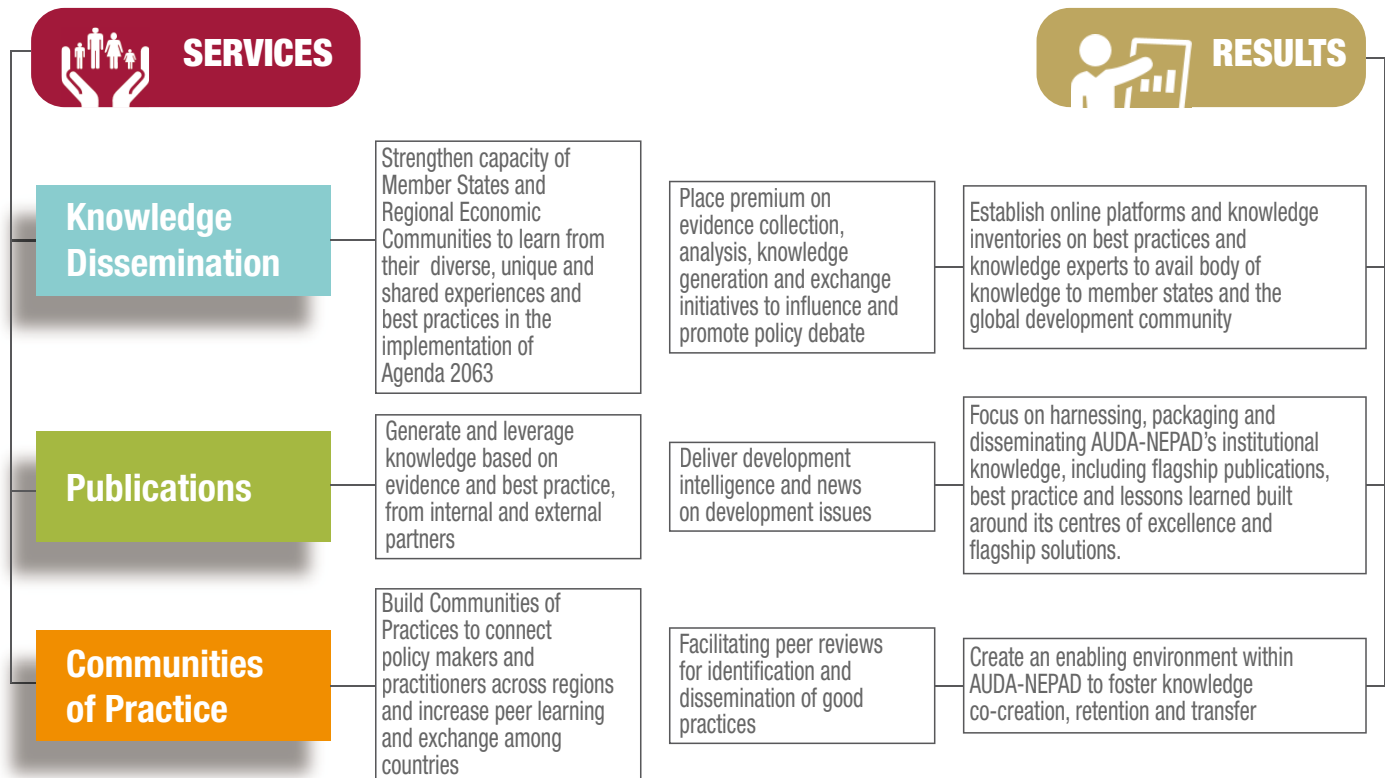 SERVICES
RESULTS
Knowledge
Dissemination
Strengthen capacity of
Member States and
Regional Economic
Communities to learn from
their diverse, unique and
shared experiences and
best practices in the
implementation of
Agenda 2063
Place premium on
evidence collection,
analysis, knowledge
generation and exchange
initiatives to influence and
promote policy debate
Establish online platforms and knowledge
inventories on best practices and
knowledge experts to avail body of
knowledge to member states and the
global development community
Publications
Generate and leverage
knowledge based on
evidence and best practice,
from internal and external
partners
Deliver development
intelligence and news
on development issues
Focus on harnessing, packaging and
disseminating AUDA-NEPAD’s institutional
knowledge, including flagship publications,
best practice and lessons learned built
around its centres of excellence and
flagship solutions.
Communities
of Practice
Build Communities of
Practices to connect
policy makers and
practitioners across regions
and increase peer learning
and exchange among
countries
Facilitating peer reviews
for identification and
dissemination of good
practices
Create an enabling environment within
AUDA-NEPAD to foster knowledge
co-creation, retention and transfer